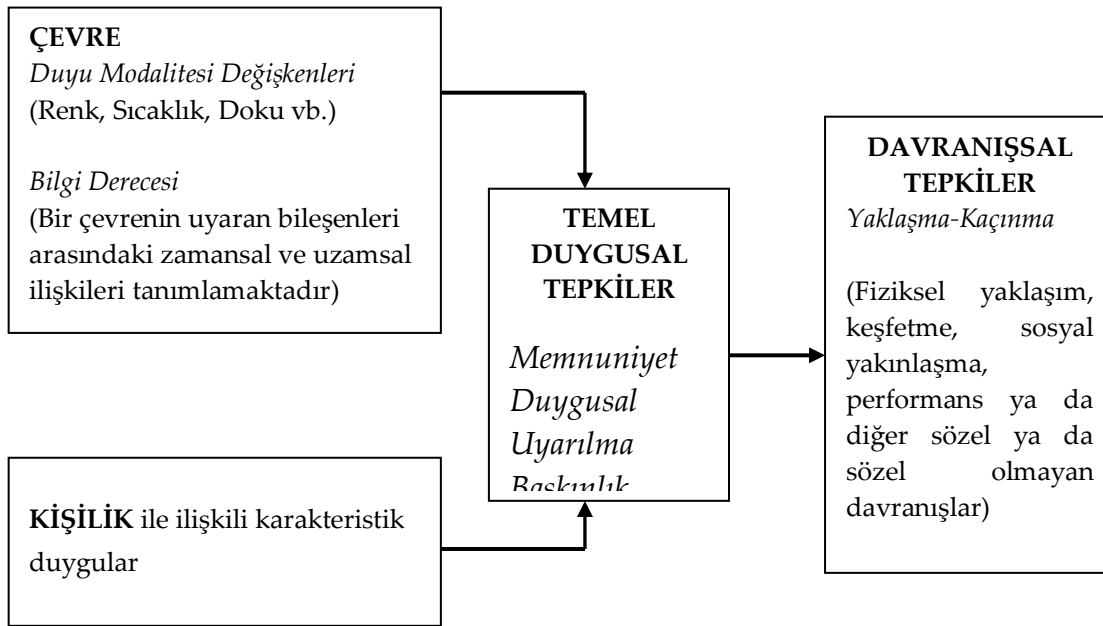 ÇEVRE
Duyu Modalitesi Değişkenleri
(Renk, Sıcaklık, Doku vb.)
Bilgi Derecesi
(Bir çevrenin uyaran bileşenleri
arasındaki zamansal ve uzamsal
ilişkileri tanımlamaktadır)
KİŞİLİK ile ilişkili karakteristik
duygular
TEMEL
DUYGUSAL
TEPKİLER
Memnuniyet
Duygusal
Uyarılma
Baskınlık
DAVRANIŞSAL
TEPKİLER
Yaklaşma-Kaçınma
(Fiziksel yaklaşım,
keşfetme, sosyal
yakınlaşma,
performans ya da
diğer sözel ya da
sözel olmayan
davranışlar)